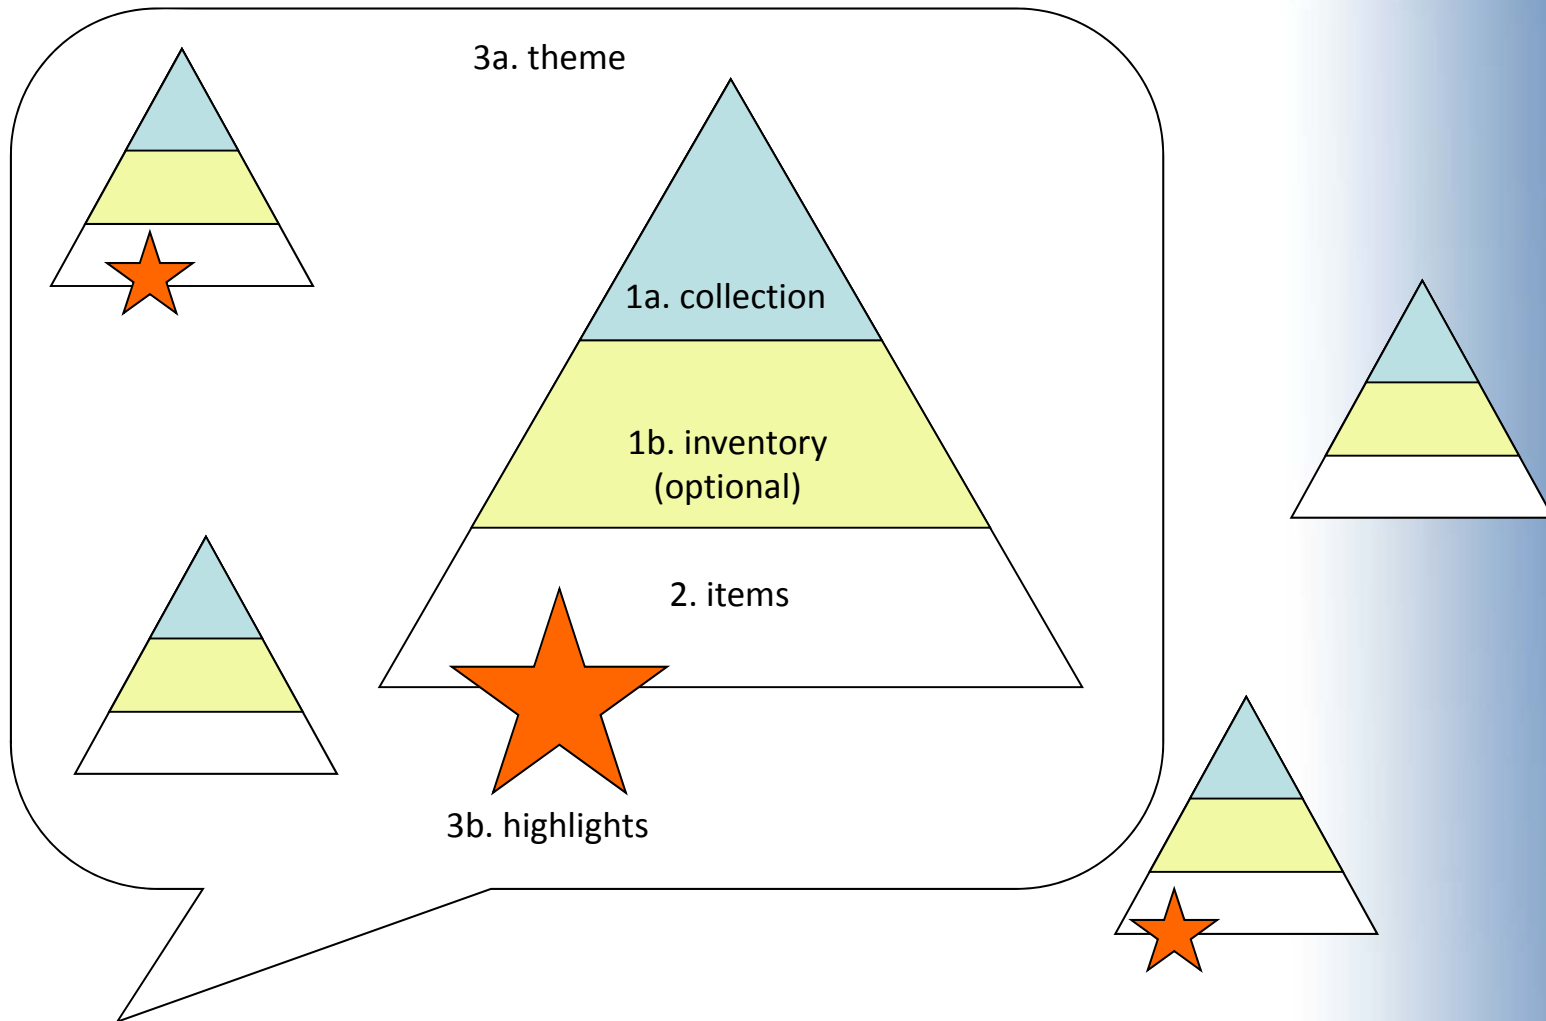 3a. theme
1a. collection
1b. inventory
(optional)
2. items
3b. highlights